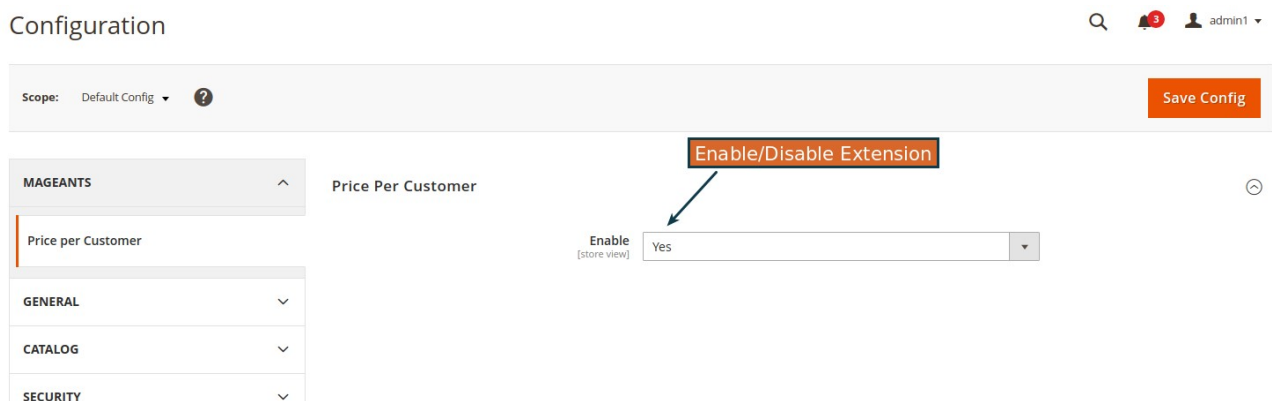 Configuration
3
admin1
Scope: Default Config ?
Save Config
Enable/Disable Extension
MAGEANTS
Price Per Customer
Price per Customer
Enable
Yes
[store view]
GENERAL
CATALOG
SECURITY